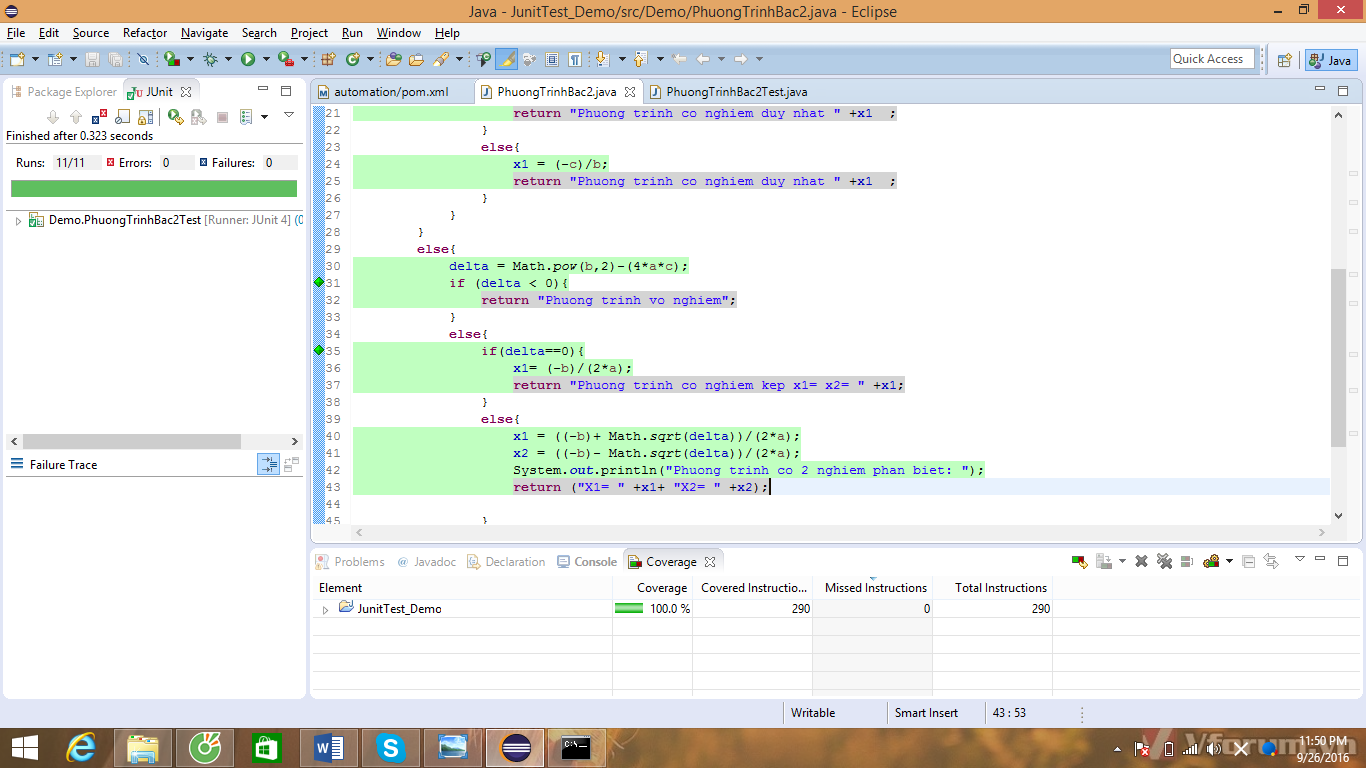 Java - JunitTest_Demo/src/Demo/PhuongTrinhBac2.java - Eclipse
File Edit Source Refactor Navigate Search Project Run Window Help
Quick Access Java
Package Explorer JUnit
Finished after 0.323 seconds
Runs: 11/11 Errors: 0 Failures: 0
Demo.PhuongTrinhBac2Test [Runner: JUnit 4] (0
Failure Trace
automation/pom.xml PhuongTrinhBac2.java PhuongTrinhBac2Test.java
21 return "Phuong trinh co nghiem duy nhat " +x1 ;
22 }
23 else{
24 x1 = (-c)/b;
25 return "Phuong trinh co nghiem duy nhat " +x1 ;
26 }
27 }
28 }
29 else{
30 delta = Math.pow(b,2)-(4*a*c);
31 if (delta < 0){
32 return "Phuong trinh vo nghiem";
33 }
34 else{
35 if(delta==0){
36 x1= (-b)/(2*a);
37 return "Phuong trinh co nghiem kep x1= x2= " +x1;
38 }
39 else{
40 x1 = ((-b)+ Math.sqrt(delta))/(2*a);
41 x2 = ((-b)- Math.sqrt(delta))/(2*a);
42 System.out.println("Phuong trinh co 2 nghiem phan biet: ");
43 return ("X1= " +x1+ "X2= " +x2);
44
45 }
Problems @ Javadoc Declaration Console Coverage
Element Coverage Covered Instructio... Missed Instructions Total Instructions
JunitTest_Demo 100.0 % 290 0 290
Writable Smart Insert 43 : 53
11:50 PM
Vforum.vn
9/26/2016